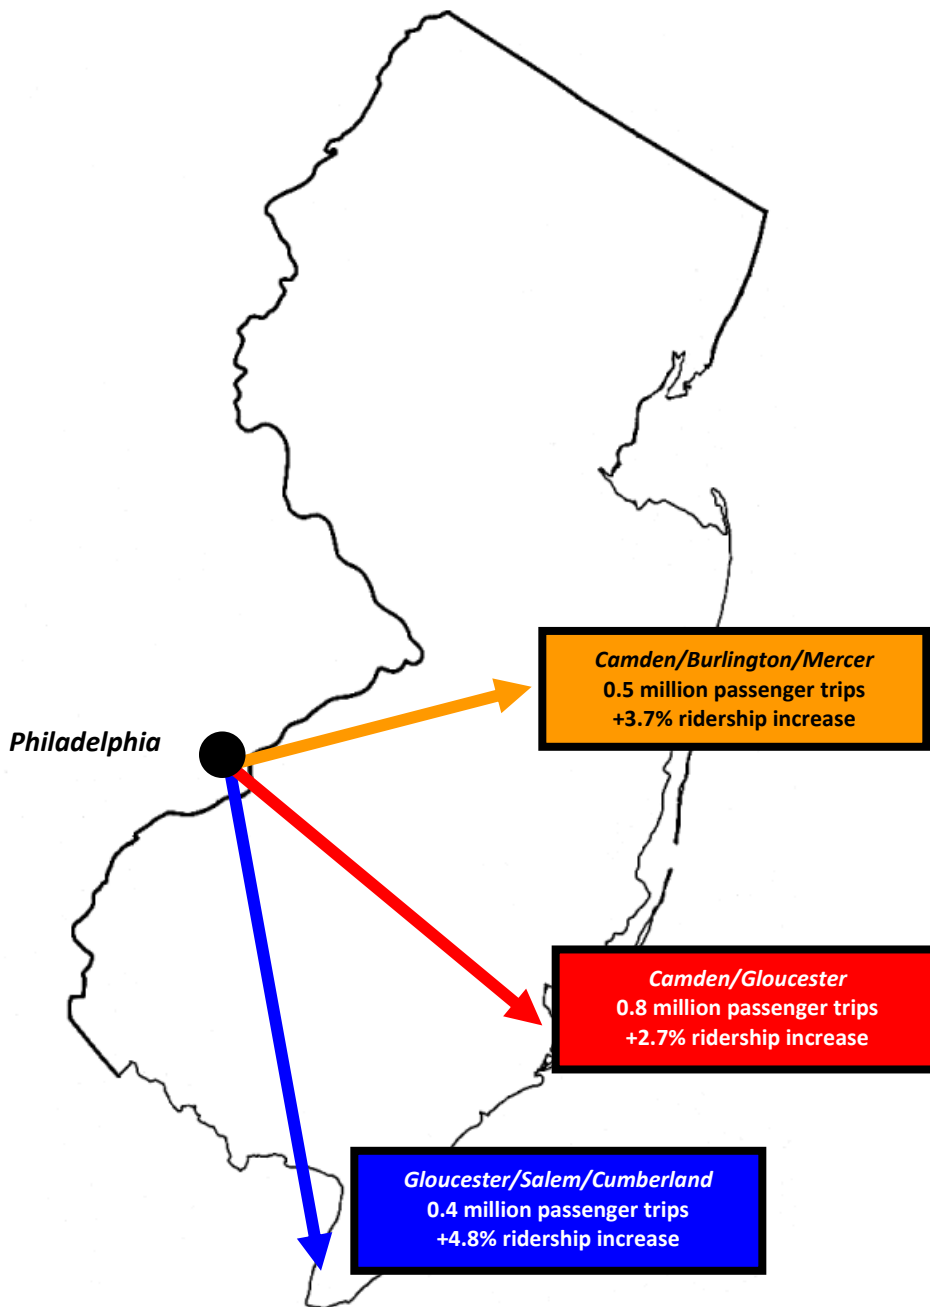 Camden/Burlington/Mercer
0.5 million passenger trips
+3.7% ridership increase
Philadelphia
Camden/Gloucester
0.8 million passenger trips
+2.7% ridership increase
Gloucester/Salem/Cumberland
0.4 million passenger trips
+4.8% ridership increase